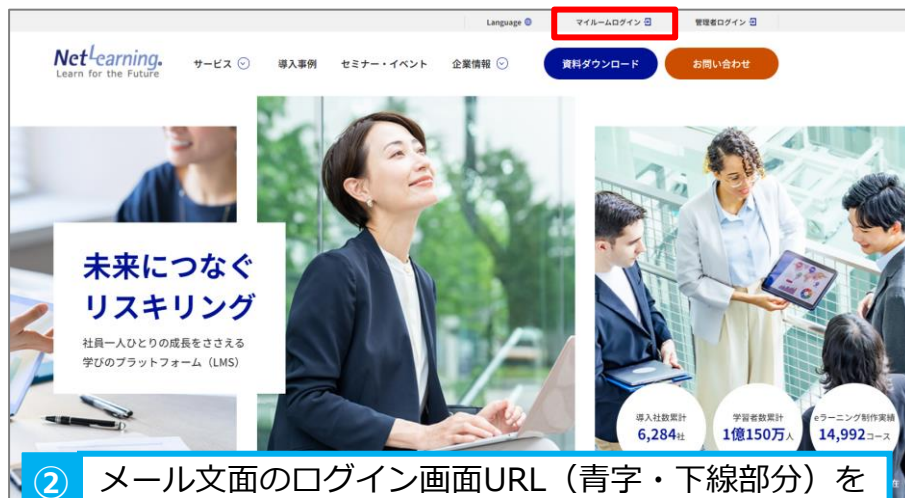 Language
マイルームログイン
管理者ログイン
NetLearning.
Learn for the Future
サービス
導入事例
セミナー・イベント
企業情報
資料ダウンロード
お問い合わせ
未来につなぐ
リスキリング
社員一人ひとりの成長をささえる
学びのプラットフォーム（LMS）
導入社数累計
6,284社
学習者数累計
1億150万人
eラーニング制作実績
14,992コース
② メール文面のログイン画面URL（青字・下線部分）を
在